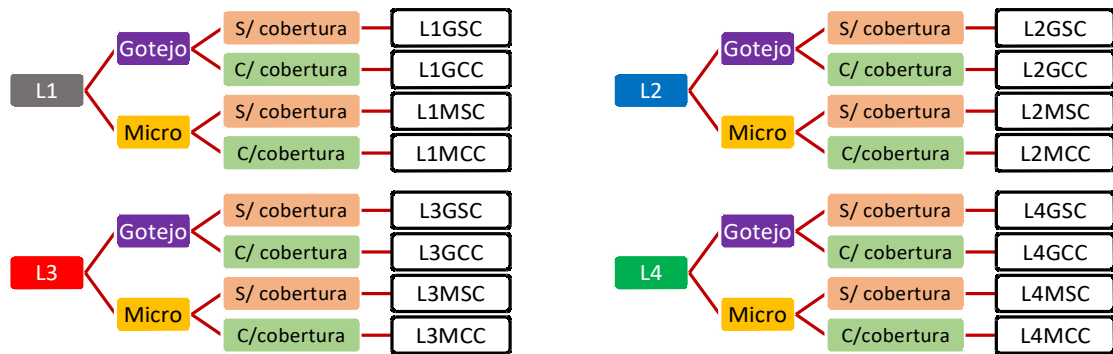 L1
Gotejo
S/ cobertura
L1GSC
C/ cobertura
L1GCC
Micro
S/ cobertura
L1MSC
C/cobertura
L1MCC
L2
Gotejo
S/ cobertura
L2GSC
C/ cobertura
L2GCC
Micro
S/ cobertura
L2MSC
C/ cobertura
L2MCC
L3
Gotejo
S/ cobertura
L3GSC
C/ cobertura
L3GCC
Micro
S/ cobertura
L3MSC
C/cobertura
L3MCC
L4
Gotejo
S/ cobertura
L4GSC
C/ cobertura
L4GCC
Micro
S/ cobertura
L4MSC
C/ cobertura
L4MCC